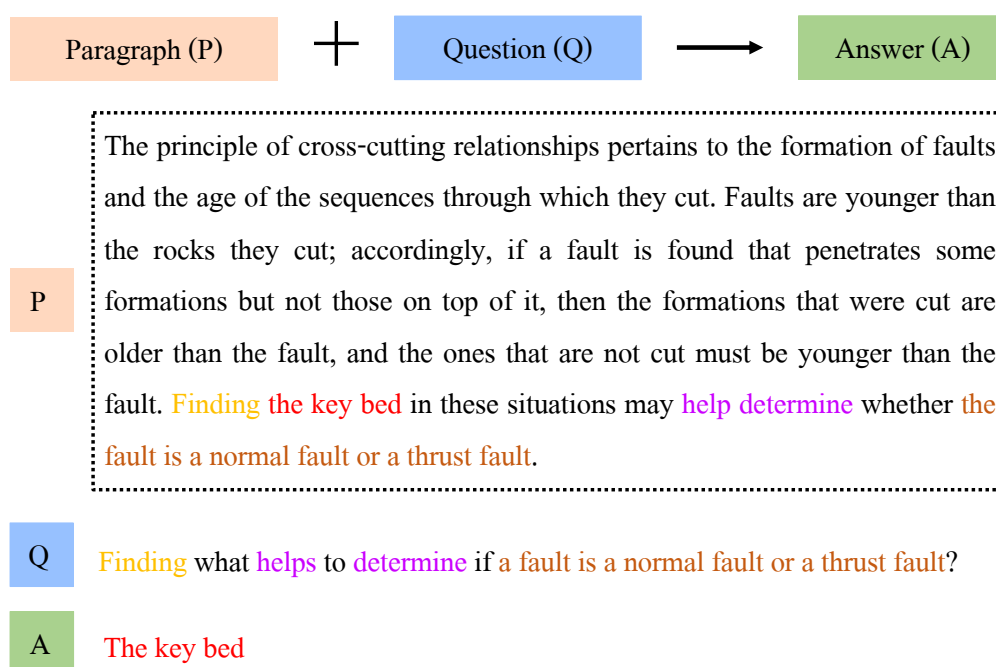 Paragraph (P) + Question (Q) → Answer (A)
The principle of cross-cutting relationships pertains to the formation of faults
and the age of the sequences through which they cut. Faults are younger than
the rocks they cut; accordingly, if a fault is found that penetrates some
P formations but not those on top of it, then the formations that were cut are
older than the fault, and the ones that are not cut must be younger than the
fault. Finding the key bed in these situations may help determine whether the
fault is a normal fault or a thrust fault.
Q Finding what helps to determine if a fault is a normal fault or a thrust fault?
A The key bed